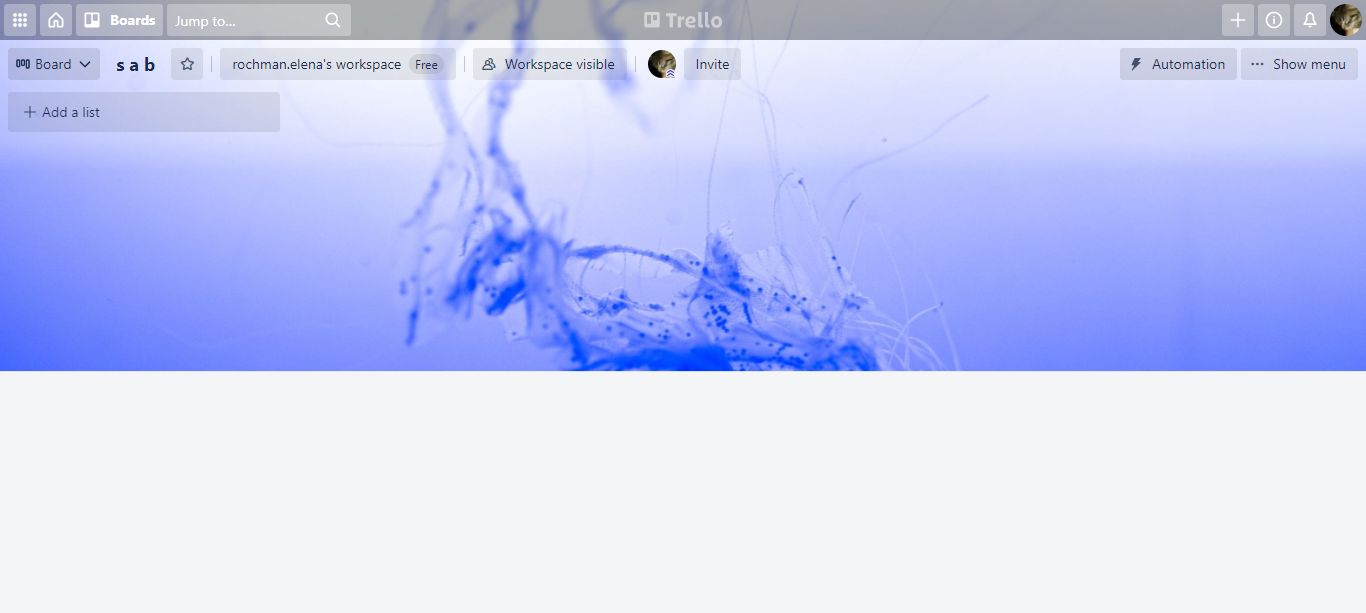 Boards Jump to... Trello
Board s a b rochman.elena's workspace Free Workspace visible Invite Automation Show menu
Add a list